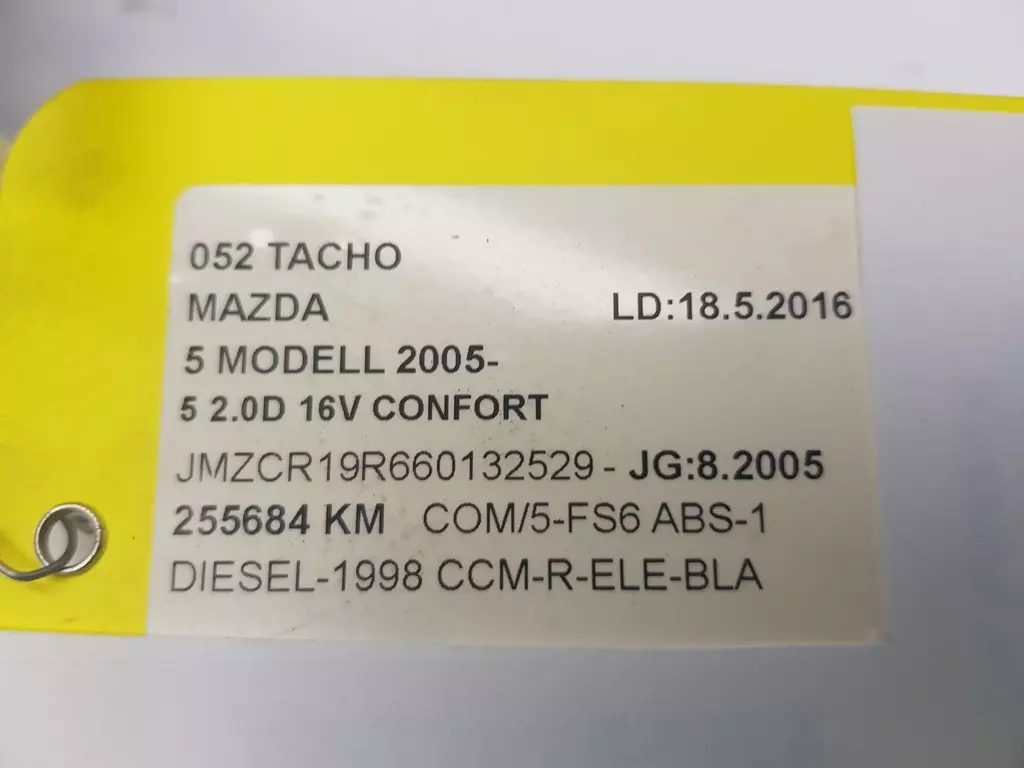 052 TACHO
MAZDA LD:18.5.2016
5 MODELL 2005-
5 2.0D 16V CONFORT
JMZCR19R660132529 - JG:8.2005
255684 KM COM/5-FS6 ABS-1
DIESEL-1998 CCM-R-ELE-BLA